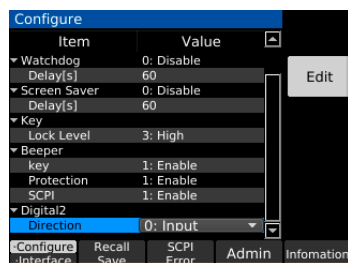 Configure
Item Value
Watchdog 0: Disable
Delay[s] 60
Edit
Screen Saver 0: Disable
Delay[s] 60
Key
Lock Level 3: High
Beeper
key 1: Enable
Protection 1: Enable
SCPI 1: Enable
Digital2
Direction 0: Input
·Configure Recall SCPI Admin Infomation
·Interface Save Error